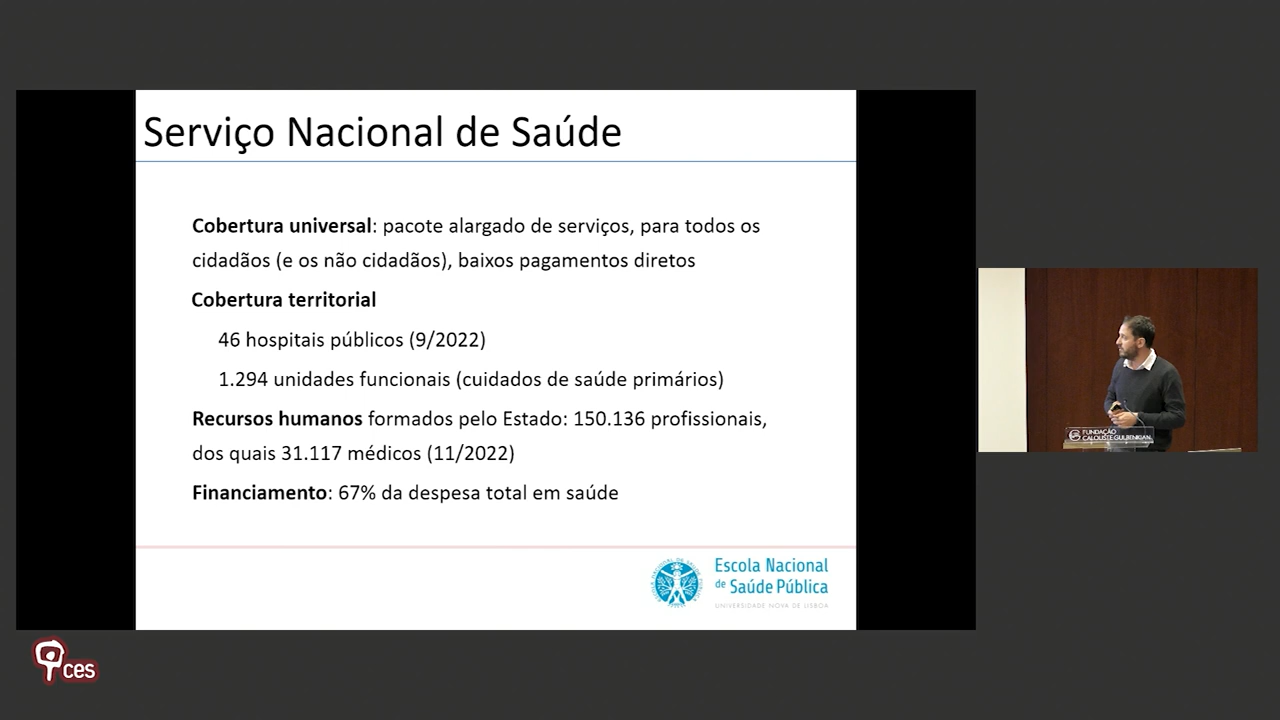 Serviço Nacional de Saúde
Cobertura universal: pacote alargado de serviços, para todos os
cidadãos (e os não cidadãos), baixos pagamentos diretos
Cobertura territorial
46 hospitais públicos (9/2022)
1.294 unidades funcionais (cuidados de saúde primários)
Recursos humanos formados pelo Estado: 150.136 profissionais,
dos quais 31.117 médicos (11/2022)
Financiamento: 67% da despesa total em saúde
Escola Nacional
de Saúde Pública
UNIVERSIDADE NOVA DE LISBOA
FUNDAÇÃO
CALOUSTE GULBENKIAN
ces